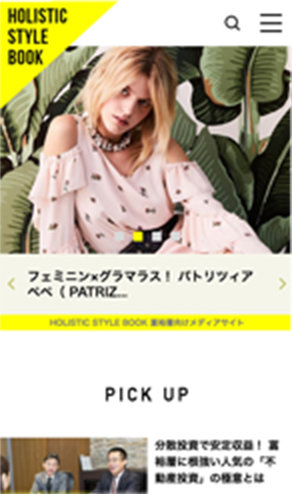 HOLISTIC
STYLE
BOOK
フェミニン×グラマラス！ パトリツィア
ペペ（ PATRIZ...
HOLISTIC STYLE BOOK 富裕層向けメディアサイト
PICK UP
分散投資で安定収益！ 富
裕層に根強い人気の「不
動産投資」の極意とは